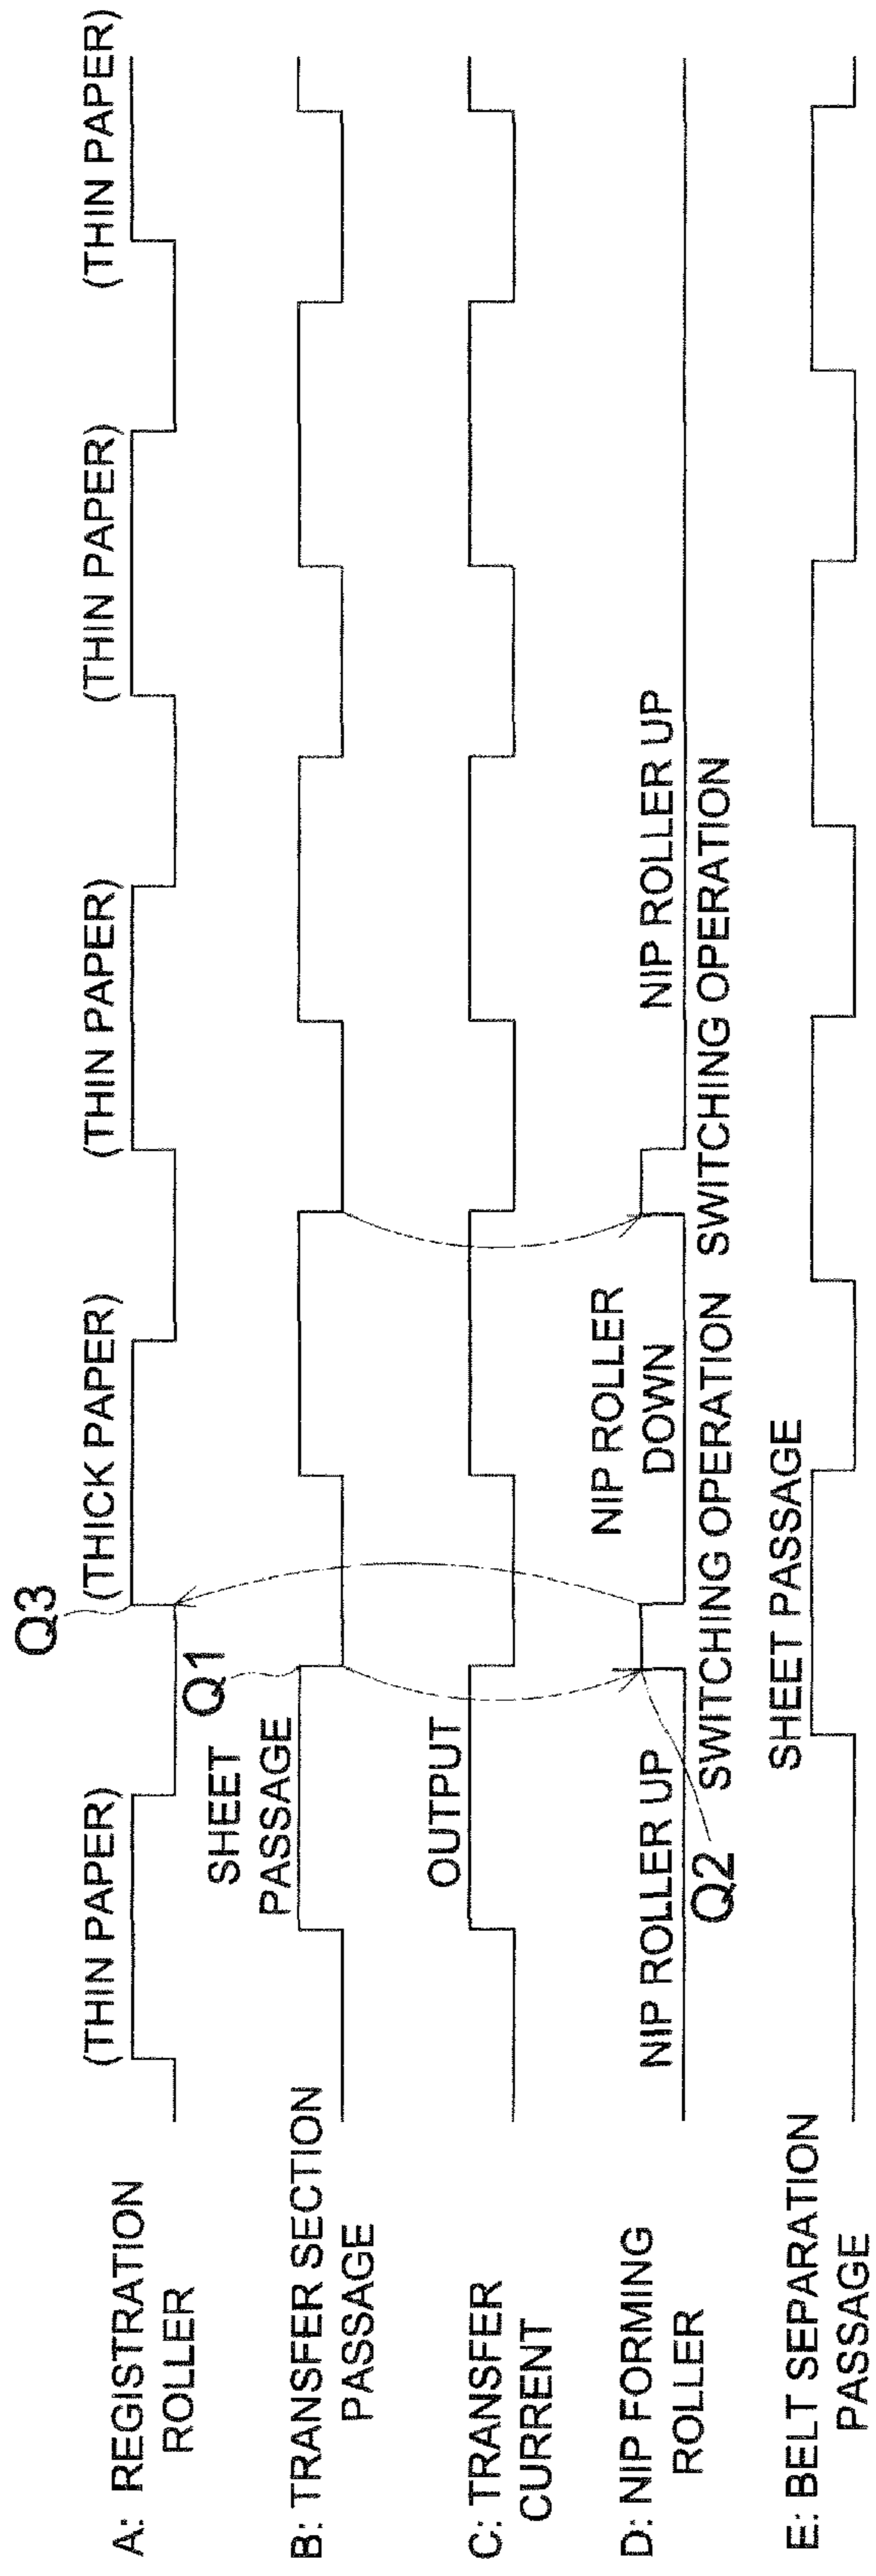 A: REGISTRATION
ROLLER
(THIN PAPER)
Q3
(THICK PAPER)
(THIN PAPER)
(THIN PAPER)
(THIN PAPER)
B: TRANSFER SECTION
PASSAGE
SHEET
PASSAGE
Q1
C: TRANSFER
CURRENT
OUTPUT
D: NIP FORMING
ROLLER
NIP ROLLER UP
Q2
SWITCHING OPERATION
NIP ROLLER
DOWN
SWITCHING OPERATION
NIP ROLLER UP
E: BELT SEPARATION
PASSAGE
SHEET PASSAGE